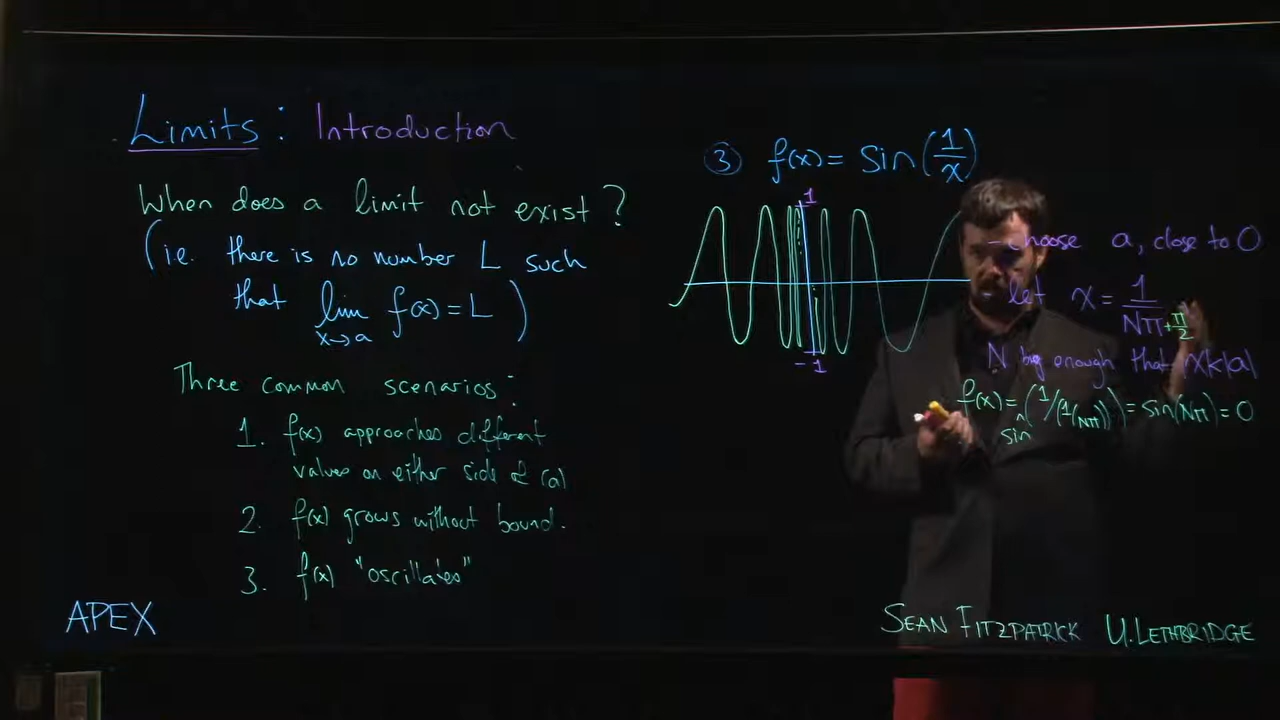 Limits: Introduction
When does a limit not exist?
(i.e. there is no number L such
that lim x→a f(x) = L)
Three common scenarios:
1. f(x) approaches different
values on either side of (a)
2. f(x) grows without bound.
3. f(x) "oscillates"
APEX
③ f(x) = sin(1/x)
1
-1
- choose a, close to 0
- let x = 1/(Nπ + π/2)
N big enough that |x|<|a|
f(x) = sin(1/(1/(Nπ))) = sin(Nπ) = 0
SEAN FITZPATRICK U. LETHBRIDGE